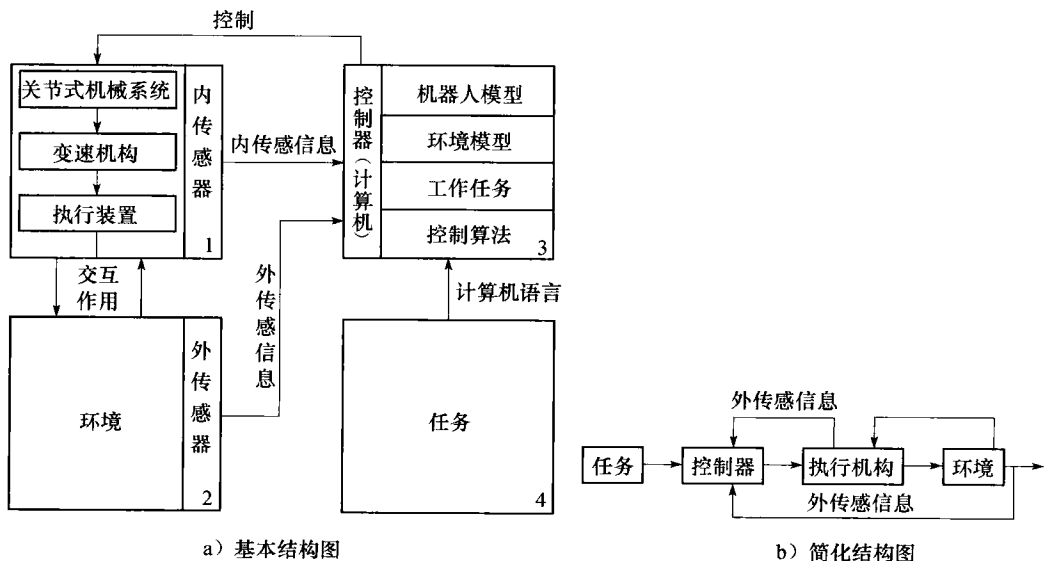 控制
关节式机械系统
变速机构
执行装置
内传感器
1
内传感信息
控制器（计算机）
机器人模型
环境模型
工作任务
控制算法
3
交互
作用
外传感信息
计算机语言
环境
外传感器
2
任务
4
a）基本结构图
外传感信息
任务
控制器
执行机构
环境
外传感信息
b）简化结构图